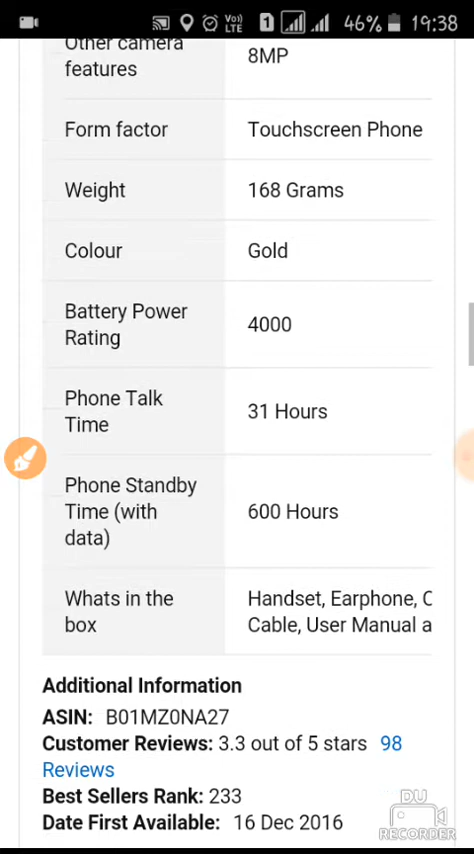 Vo))
LTE 1 46% 19:38
Other camera
features
8MP
Form factor
Touchscreen Phone
Weight
168 Grams
Colour
Gold
Battery Power
Rating
4000
Phone Talk
Time
31 Hours
Phone Standby
Time (with
data)
600 Hours
Whats in the
box
Handset, Earphone,
Cable, User Manual
Additional Information
ASIN: B01MZ0NA27
Customer Reviews: 3.3 out of 5 stars 98
Reviews
Best Sellers Rank: 233
Date First Available: 16 Dec 2016
DU
RECORDER